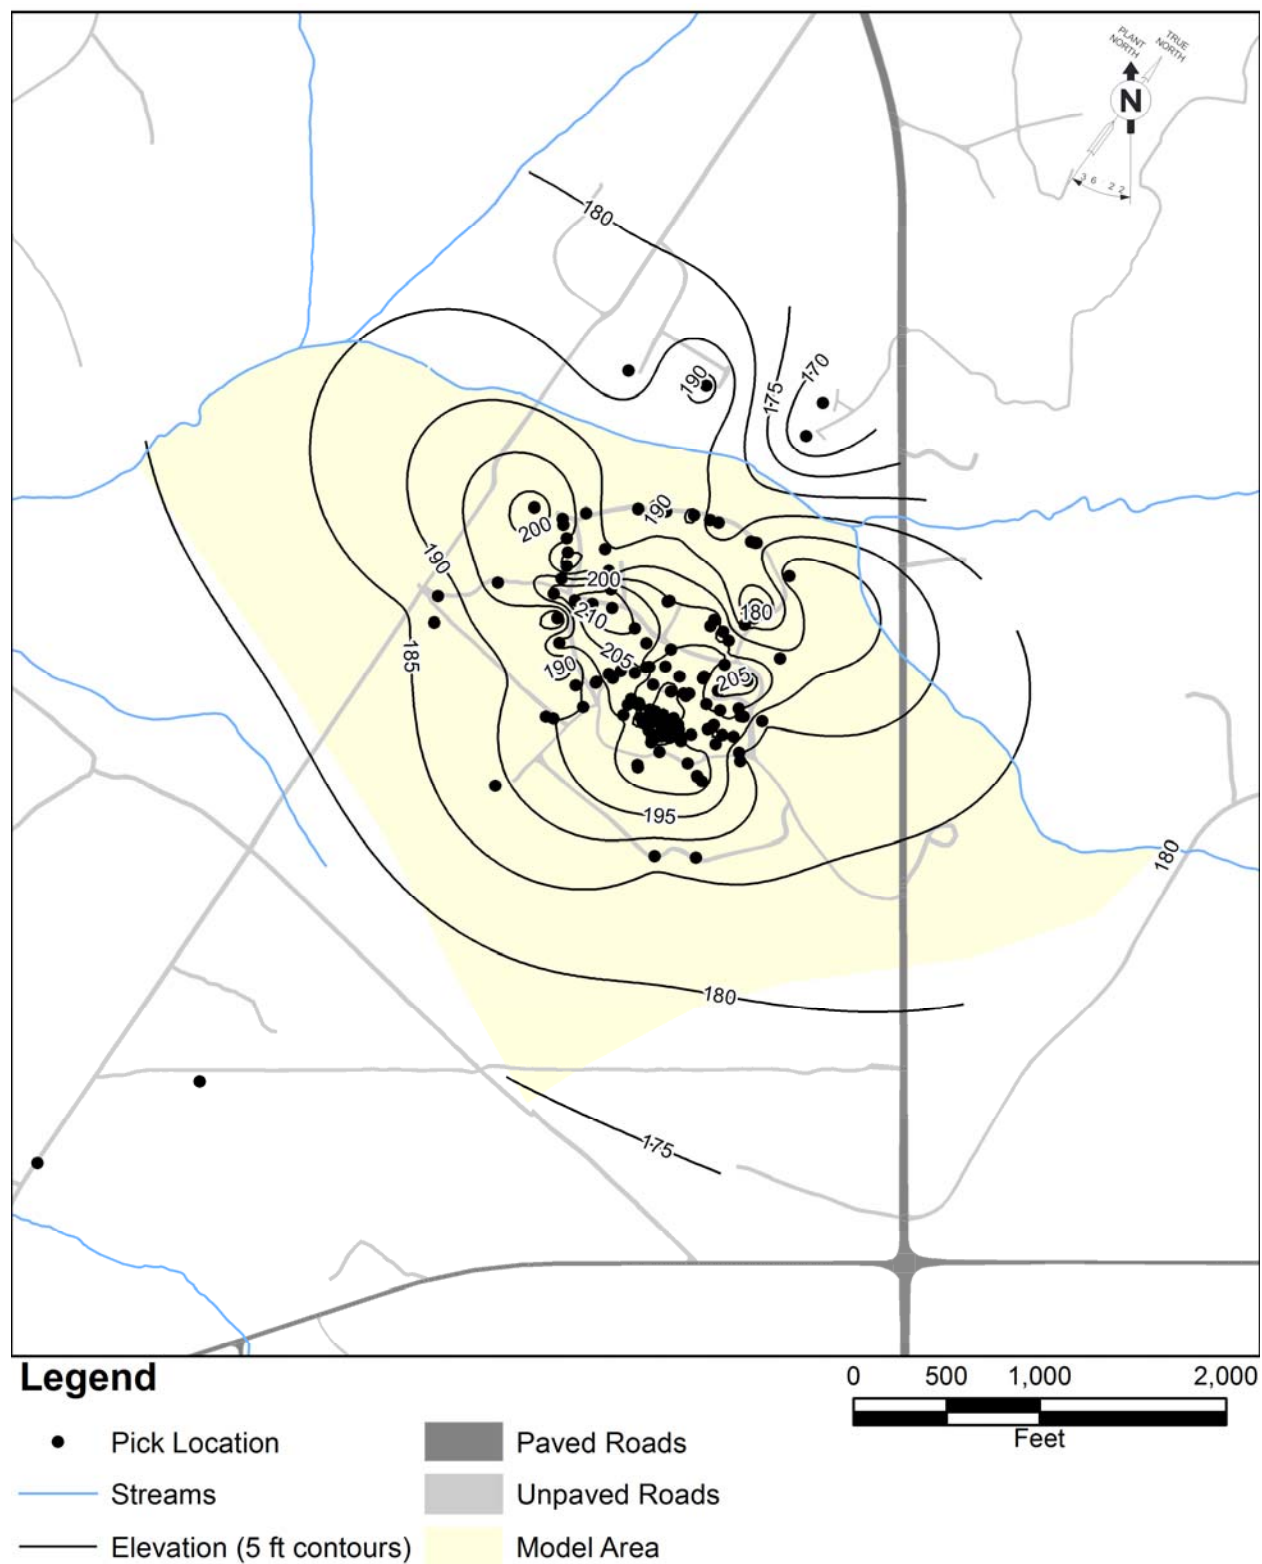 PLANT
NORTH
TRUE
NORTH
N
36 22
180
170
190
175
190
200
190
200
180
210
205
185
190
205
195
180
180
175
Legend
0 500 1,000 2,000
Feet
Pick Location
Paved Roads
Streams
Unpaved Roads
Elevation (5 ft contours)
Model Area